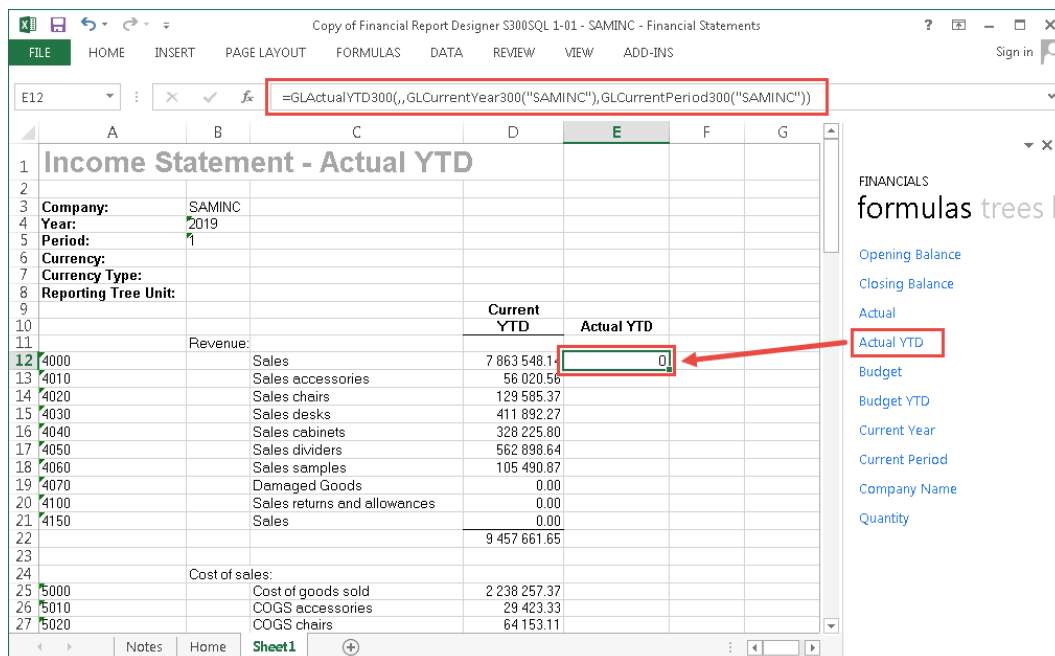 Copy of Financial Report Designer S300SQL 1-01 - SAMINC - Financial Statements
FILE HOME INSERT PAGE LAYOUT FORMULAS DATA REVIEW VIEW ADD-INS Sign in
E12 fx =GLActualYTD300(,,GLCurrentYear300("SAMINC"),GLCurrentPeriod300("SAMINC"))
A B C D E F G
1 Income Statement - Actual YTD
2
3 Company: SAMINC
4 Year: 2019
5 Period: 1
6 Currency:
7 Currency Type:
8 Reporting Tree Unit:
9 Current
10 YTD Actual YTD
11 Revenue:
12 4000 Sales 7 863 548.14 0
13 4010 Sales accessories 56 020.56
14 4020 Sales chairs 129 585.37
15 4030 Sales desks 411 892.27
16 4040 Sales cabinets 328 225.80
17 4050 Sales dividers 562 898.64
18 4060 Sales samples 105 490.87
19 4070 Damaged Goods 0.00
20 4100 Sales returns and allowances 0.00
21 4150 Sales 0.00
22 9 457 661.65
23
24 Cost of sales:
25 5000 Cost of goods sold 2 238 257.37
26 5010 COGS accessories 29 423.33
27 5020 COGS chairs 64 153.11
Notes Home Sheet1
FINANCIALS
formulas trees
Opening Balance
Closing Balance
Actual
Actual YTD
Budget
Budget YTD
Current Year
Current Period
Company Name
Quantity